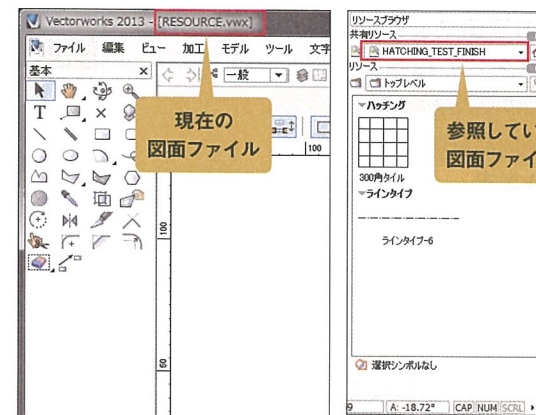 Vectorworks 2013 - [RESOURCE.vwx]
ファイル 編集 ビュー 加工 モデル ツール 文字
基本
一般
現在の
図面ファイル
100
100
50
リソースブラウザ
共有リソース
HATCHING_TEST_FINISH
リソース
トップレベル
参照してい
図面ファイ
ハッチング
300角タイル
ラインタイプ
ラインタイプ-6
選択シンボルなし
9 A: -18.72° CAP NUM SCRL